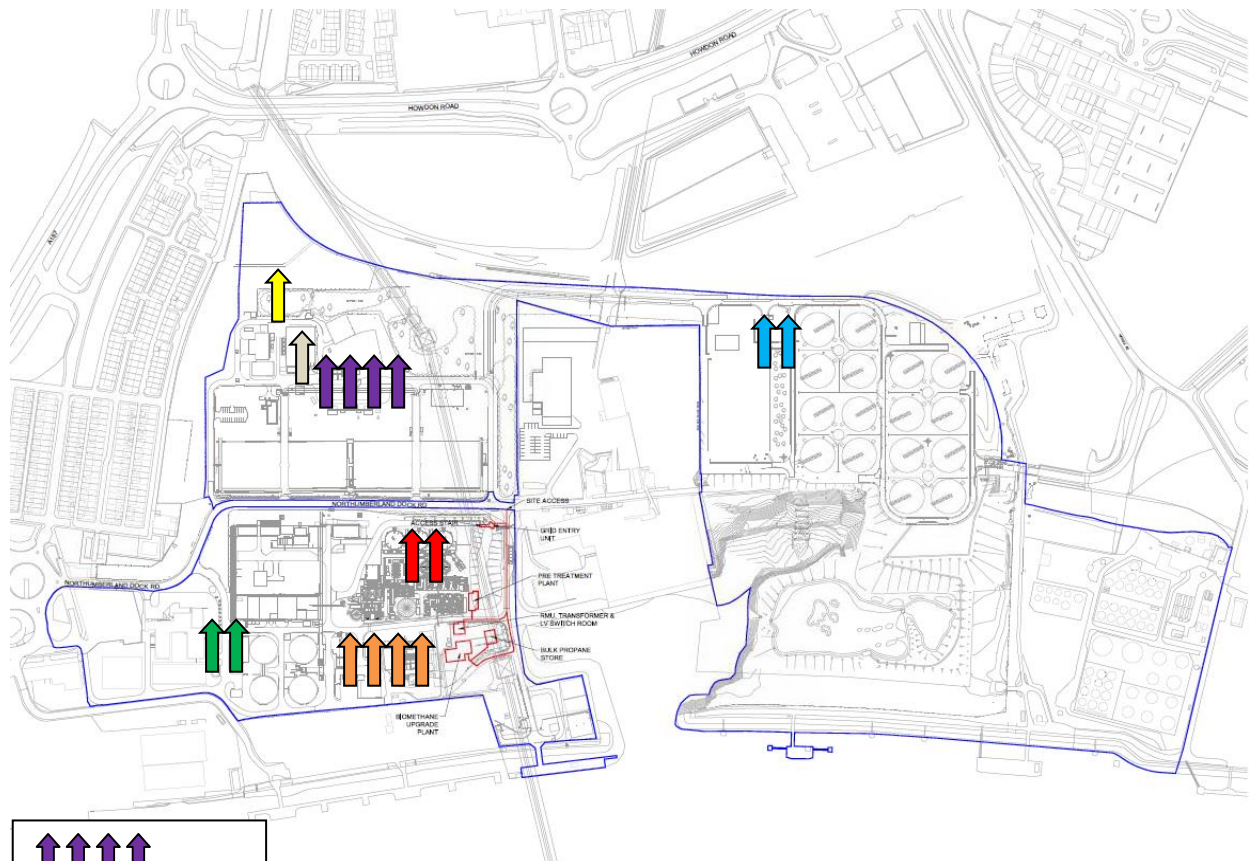 HOWDON ROAD
HOWDON ROAD
A187
SITE ACCESS
NORTHUMBERLAND DOCK RD
ACCESS STAIR
GRID ENTRY
UNIT
NORTHUMBERLAND DOCK RD
PRE TREATMENT
PLANT
RMU, TRANSFORMER &
LV SWITCH ROOM
BULK PROPANE
STORE
BIOMETHANE
UPGRADE
PLANT